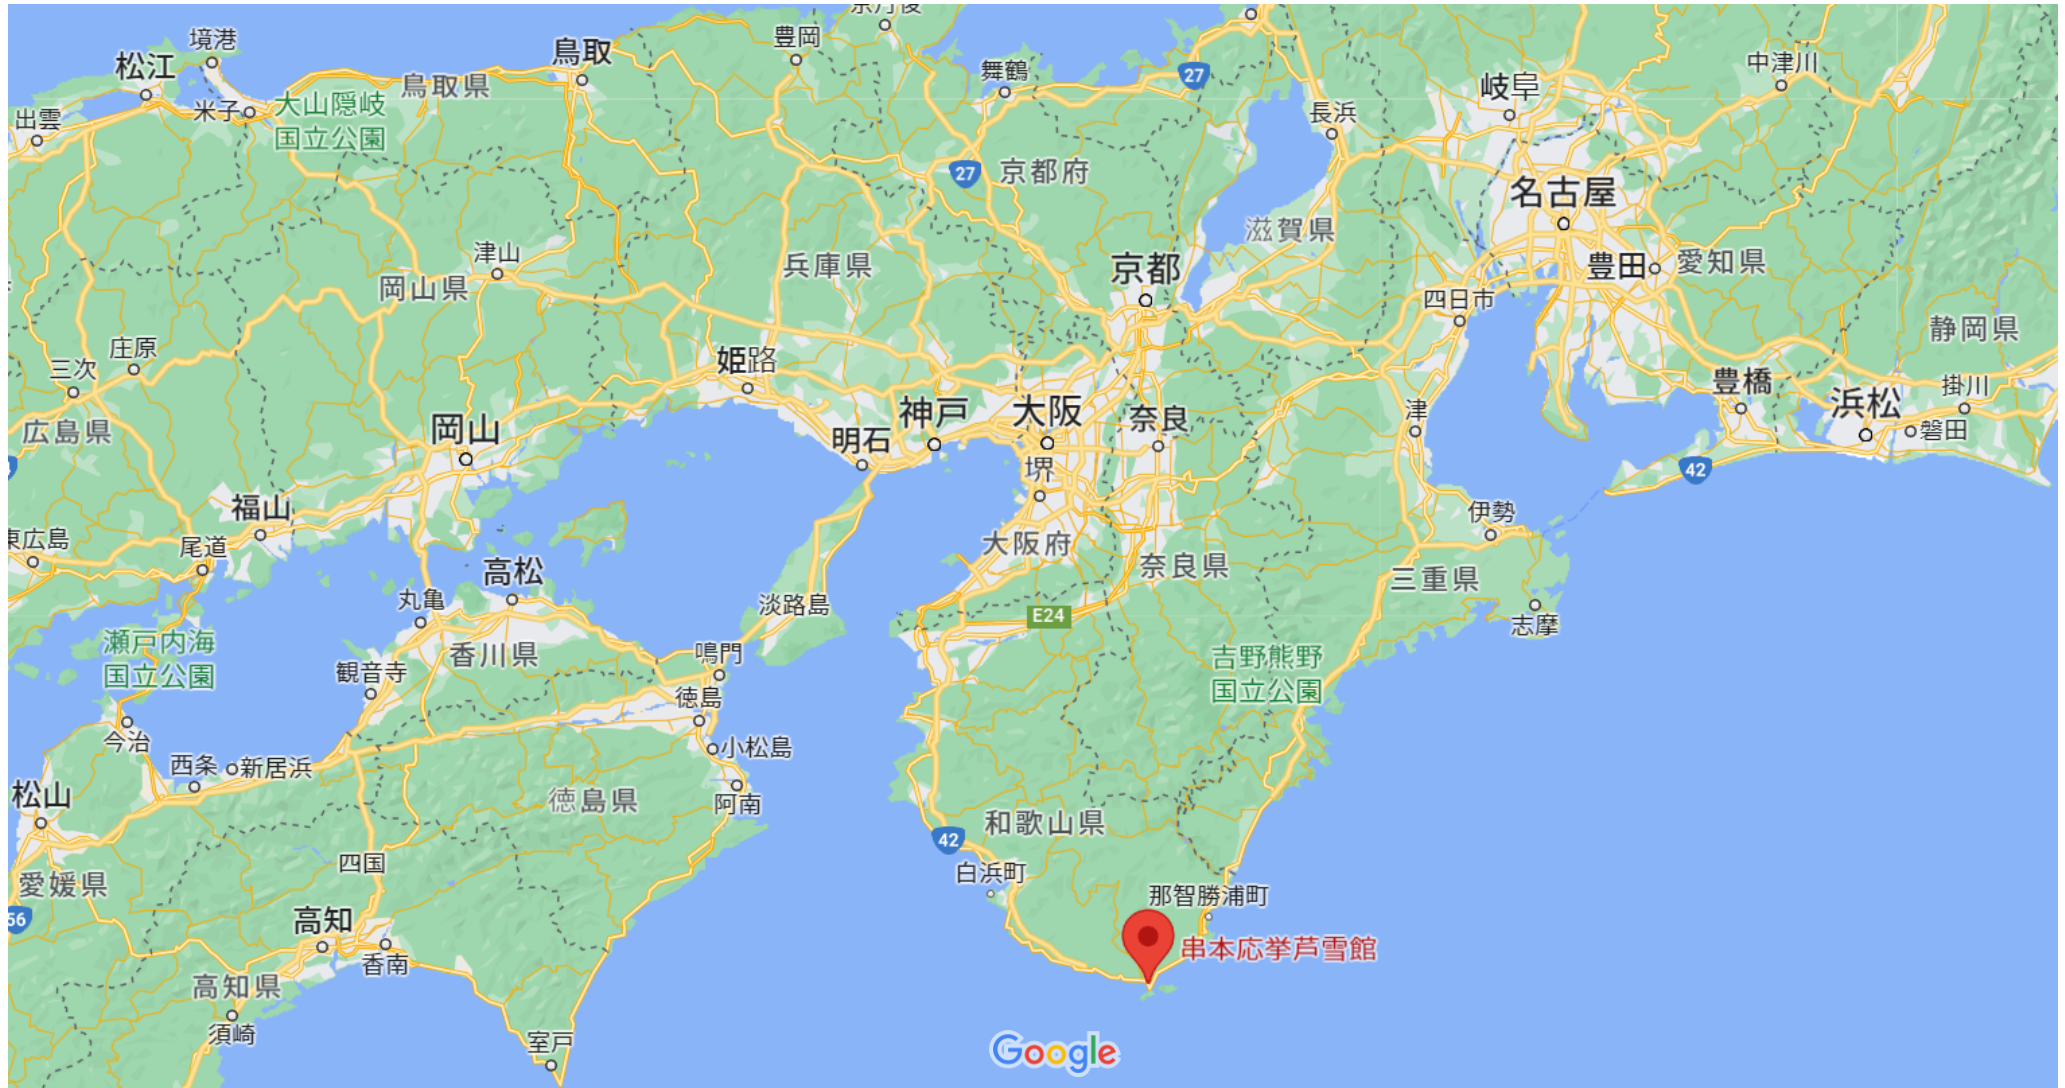 境港
松江
出雲
米子
大山隠岐
国立公園
鳥取県
鳥取
豊岡
舞鶴
27
長浜
岐阜
中津川
27
京都府
名古屋
滋賀県
津山
岡山県
兵庫県
京都
豊田
愛知県
四日市
静岡県
庄原
三次
姫路
豊橋
掛川
浜松
磐田
広島県
岡山
神戸
大阪
奈良
明石
津
堺
42
福山
伊勢
東広島
尾道
大阪府
奈良県
三重県
高松
丸亀
淡路島
E24
志摩
瀬戸内海
国立公園
香川県
鳴門
観音寺
吉野熊野
国立公園
徳島
今治
小松島
西条
新居浜
松山
徳島県
阿南
和歌山県
42
四国
白浜町
愛媛県
那智勝浦町
56
高知
串本応挙芦雪館
香南
高知県
須崎
室戸
Google